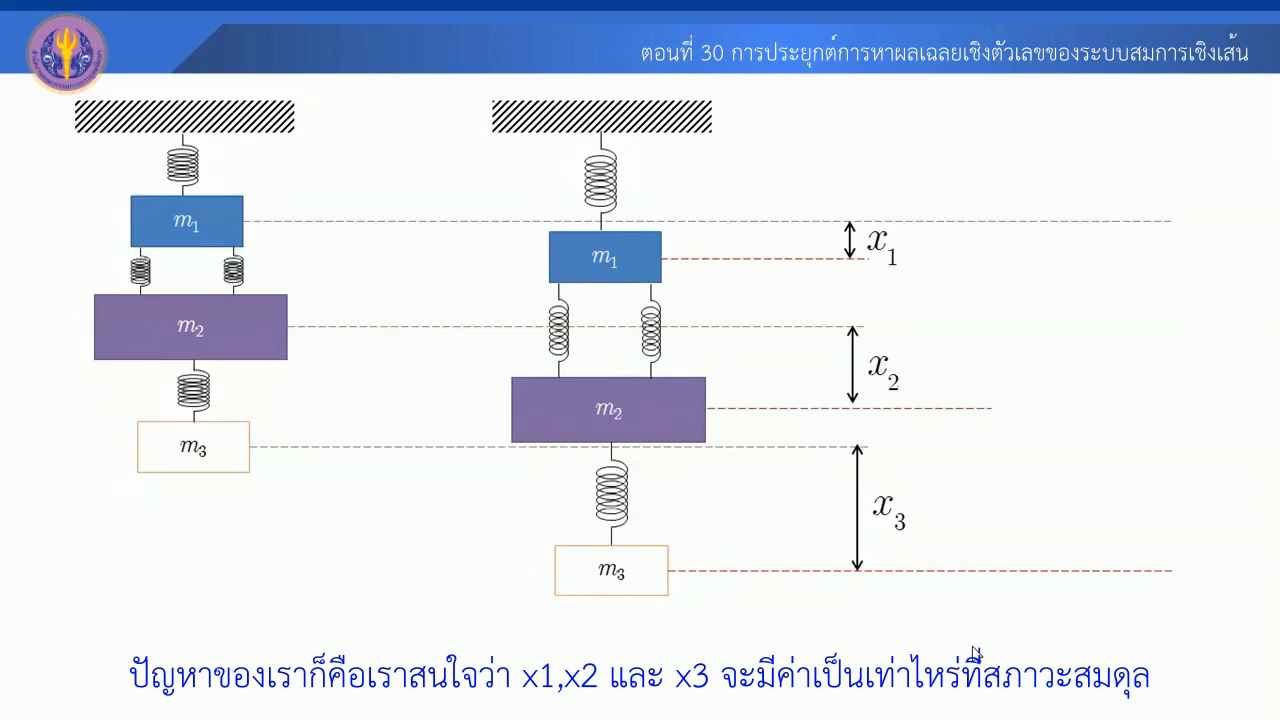 ตอนที่ 30 การประยุกต์การหาผลเฉลยเชิงตัวเลขของระบบสมการเชิงเส้น
m₁
m₂
m₃
m₁
m₂
m₃
x₁
x₂
x₃
ปัญหาของเราก็คือเราสนใจว่า x1,x2 และ x3 จะมีค่าเป็นเท่าไหร่ที่สภาวะสมดุล